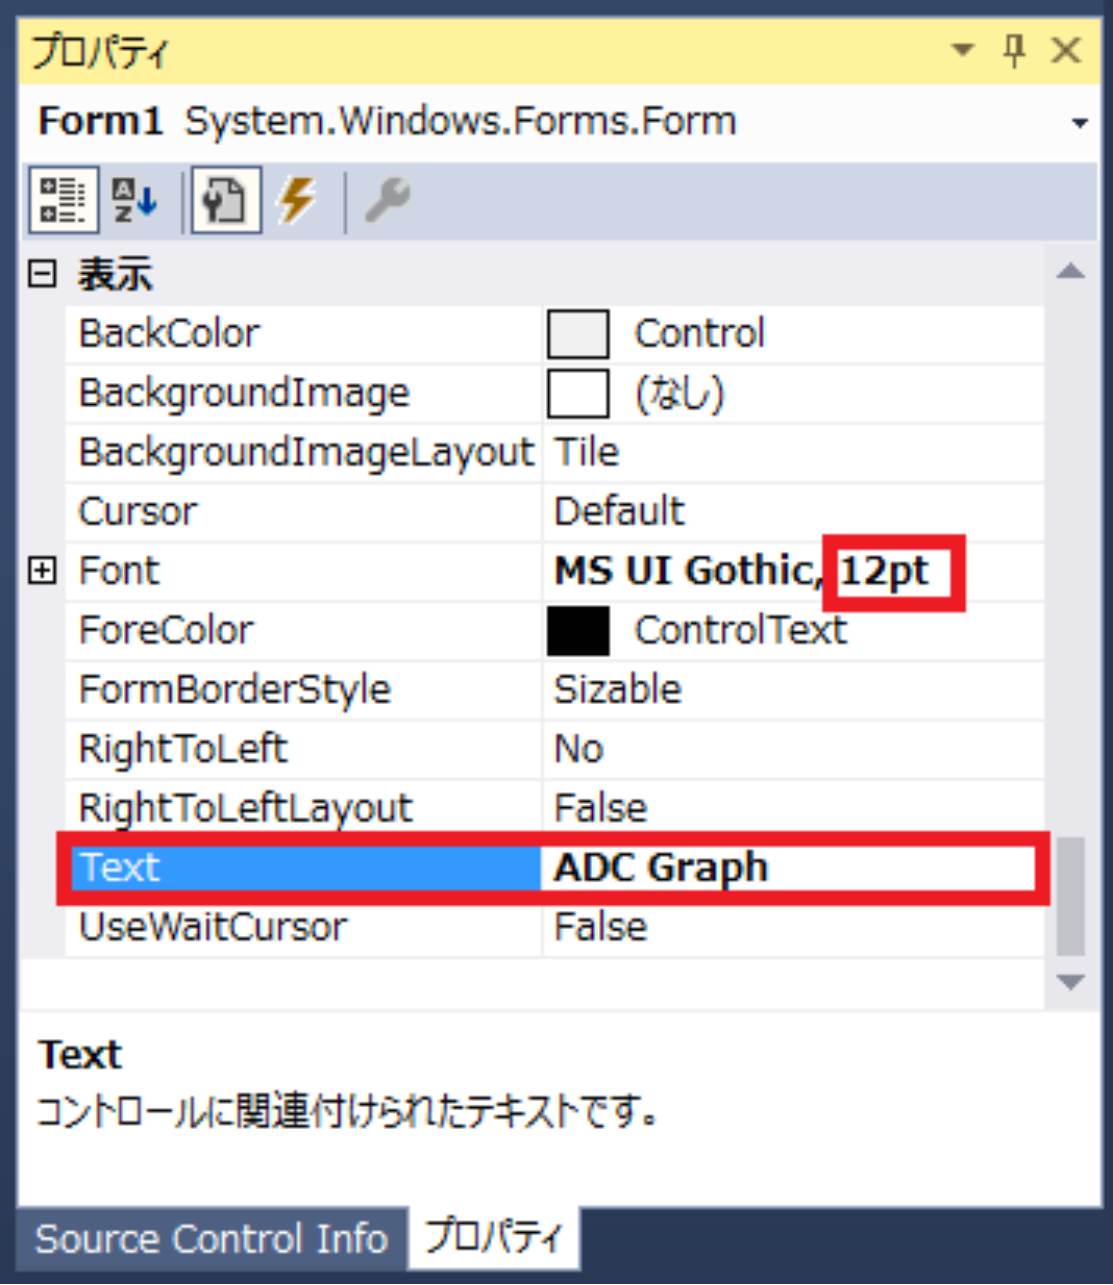 プロパティ
Form1 System.Windows.Forms.Form
表示
BackColor Control
BackgroundImage (なし)
BackgroundImageLayout Tile
Cursor Default
Font MS UI Gothic, 12pt
ForeColor ControlText
FormBorderStyle Sizable
RightToLeft No
RightToLeftLayout False
Text ADC Graph
UseWaitCursor False
Text
コントロールに関連付けられたテキストです。
Source Control Info プロパティ